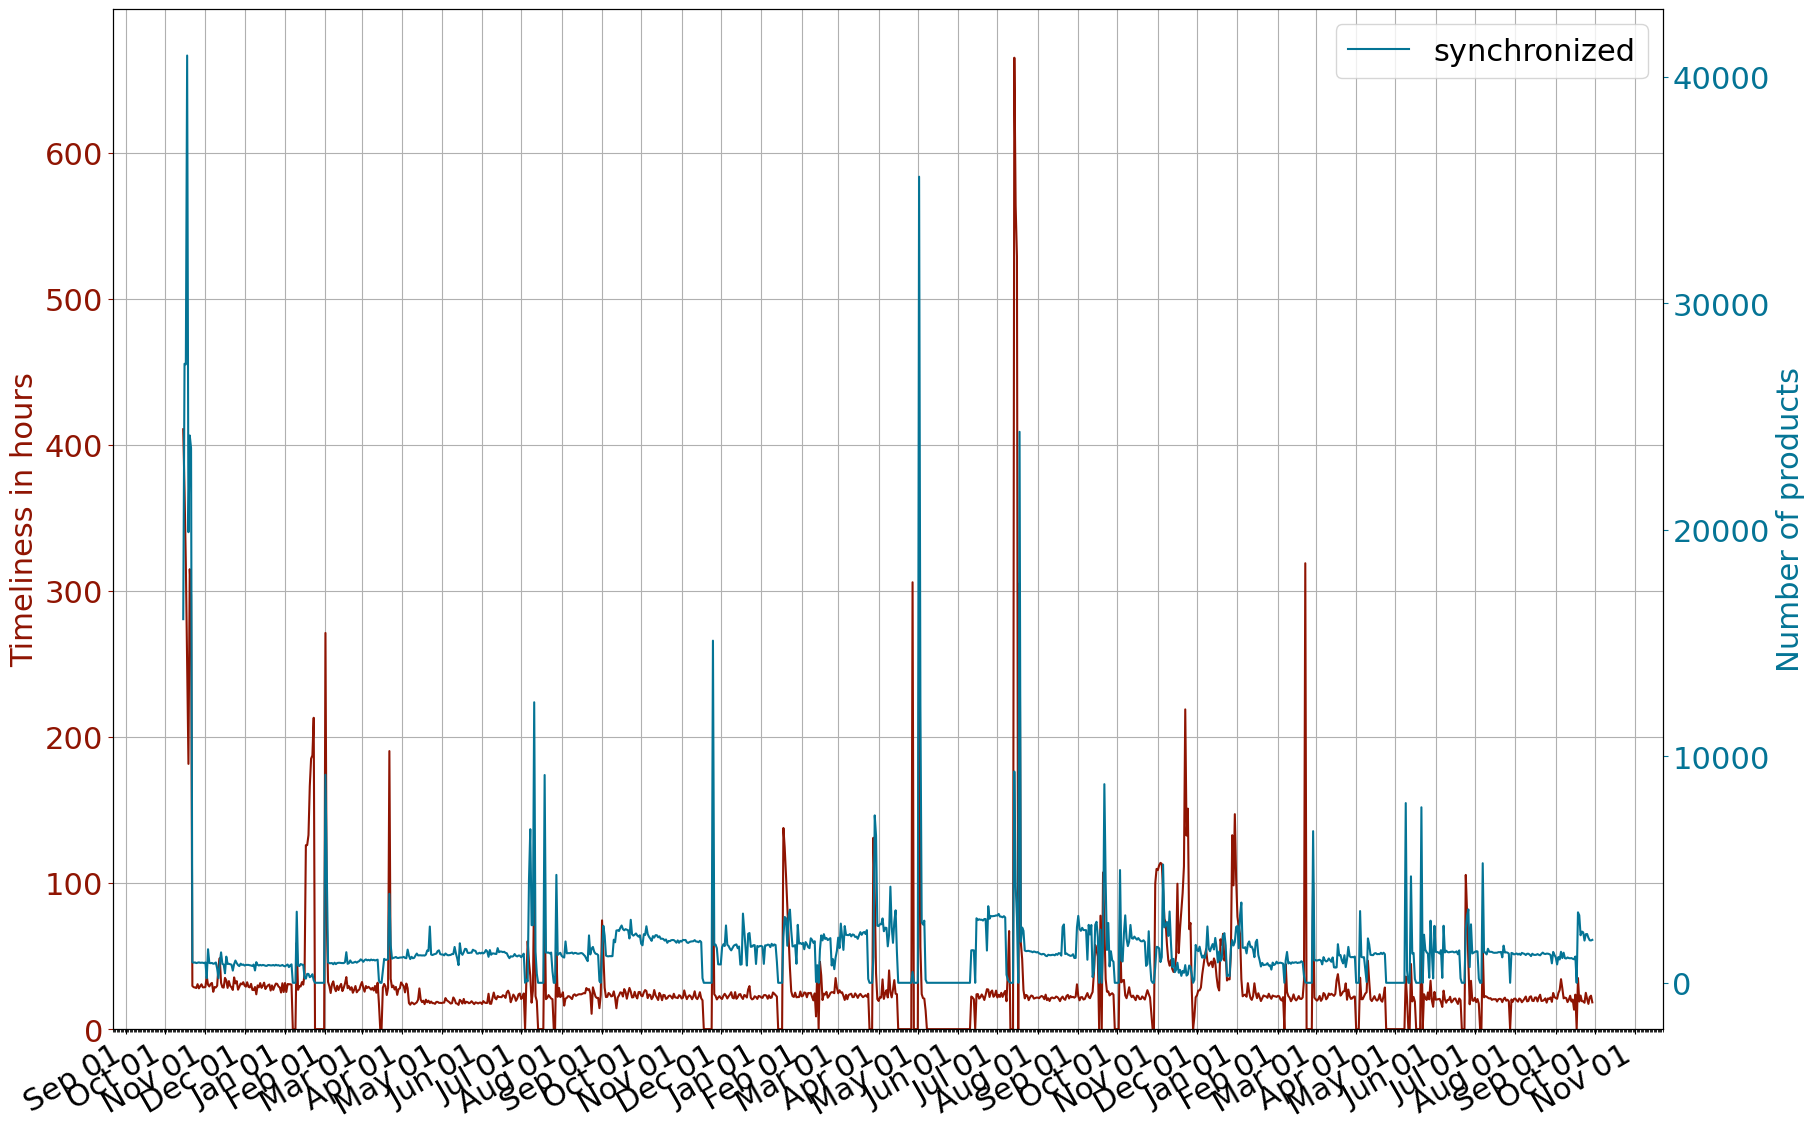 synchronized
Timeliness in hours
600
500
400
300
200
100
0
Number of products
40000
30000
20000
10000
0
Sep 01
Oct 01
Nov 01
Dec 01
Jan 01
Feb 01
Mar 01
Apr 01
May 01
Jun 01
Jul 01
Aug 01
Sep 01
Oct 01
Nov 01
Dec 01
Jan 01
Feb 01
Mar 01
Apr 01
May 01
Jun 01
Jul 01
Aug 01
Sep 01
Oct 01
Nov 01
Dec 01
Jan 01
Feb 01
Mar 01
Apr 01
May 01
Jun 01
Jul 01
Aug 01
Sep 01
Oct 01
Nov 01